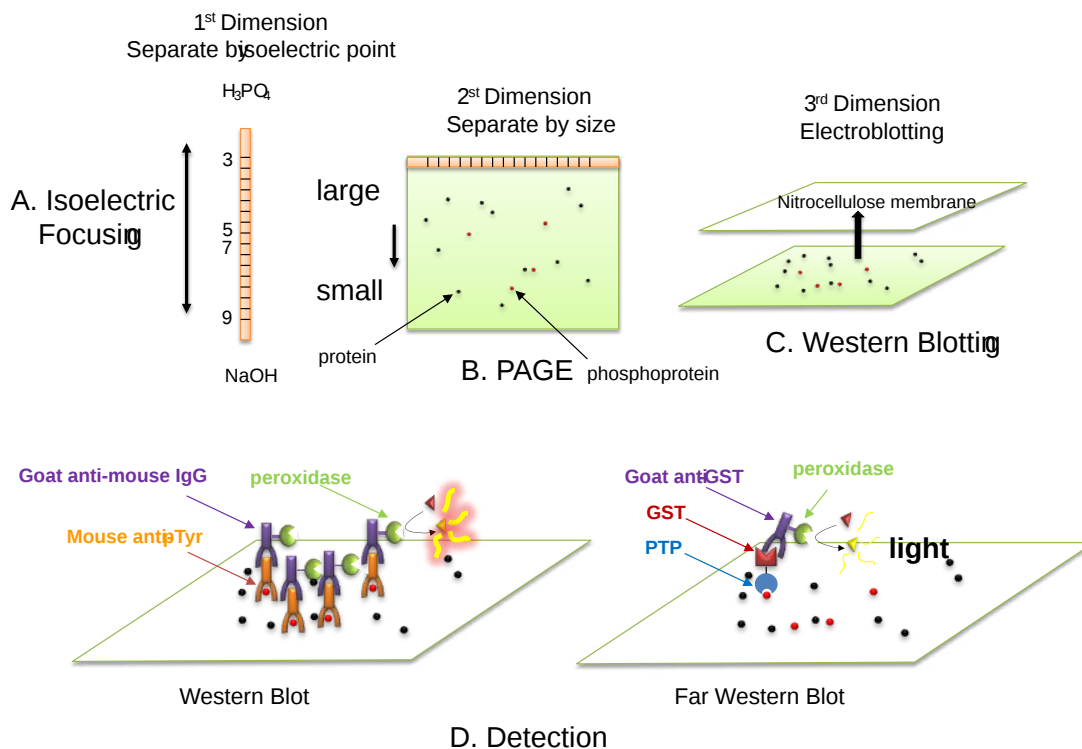 1st Dimension
Separate by isoelectric point
H3PO4
3
5
7
9
NaOH
A. Isoelectric
Focusing
2st Dimension
Separate by size
large
small
protein
B. PAGE
phosphoprotein
3rd Dimension
Electroblotting
Nitrocellulose membrane
C. Western Blotting
Goat anti-mouse IgG
peroxidase
Mouse anti-pTyr
Western Blot
Goat anti-GST
peroxidase
GST
PTP
light
Far Western Blot
D. Detection